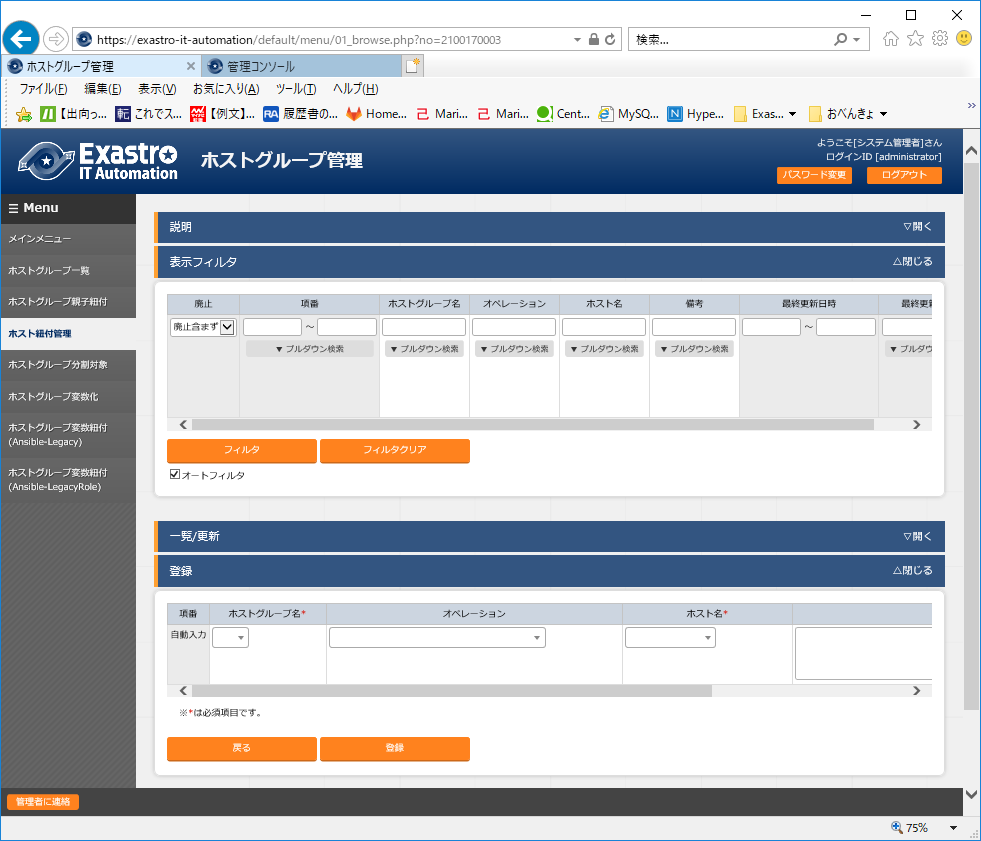 https://exastro-it-automation/default/menu/01_browse.php?no=2100170003
検索...
ホストグループ管理
管理コンソール
ファイル(F) 編集(E) 表示(V) お気に入り(A) ツール(T) ヘルプ(H)
【出向っ... これでス... 【例文】... 履歴書の... Home... Mari... Mari... Cent... MySQ... Hype... Exas... おべんきょ
Exastro
IT Automation
ホストグループ管理
ようこそ[システム管理者]さん
ログインID [administrator]
パスワード変更 ログアウト
Menu
メインメニュー
ホストグループ一覧
ホストグループ親子紐付
ホスト紐付管理
ホストグループ分割対象
ホストグループ変数化
ホストグループ変数紐付
(Ansible-Legacy)
ホストグループ変数紐付
(Ansible-LegacyRole)
説明 ▽開く
表示フィルタ △閉じる
廃止 項番 ホストグループ名 オペレーション ホスト名 備考 最終更新日時 最終更新
廃止含まず ~ ~
▼プルダウン検索 ▼プルダウン検索 ▼プルダウン検索 ▼プルダウン検索 ▼プルダウン検索 ▼プルダウ
フィルタ フィルタクリア
オートフィルタ
一覧/更新 ▽開く
登録 △閉じる
項番 ホストグループ名* オペレーション ホスト名*
自動入力
※*は必須項目です。
戻る 登録
管理者に連絡
75%